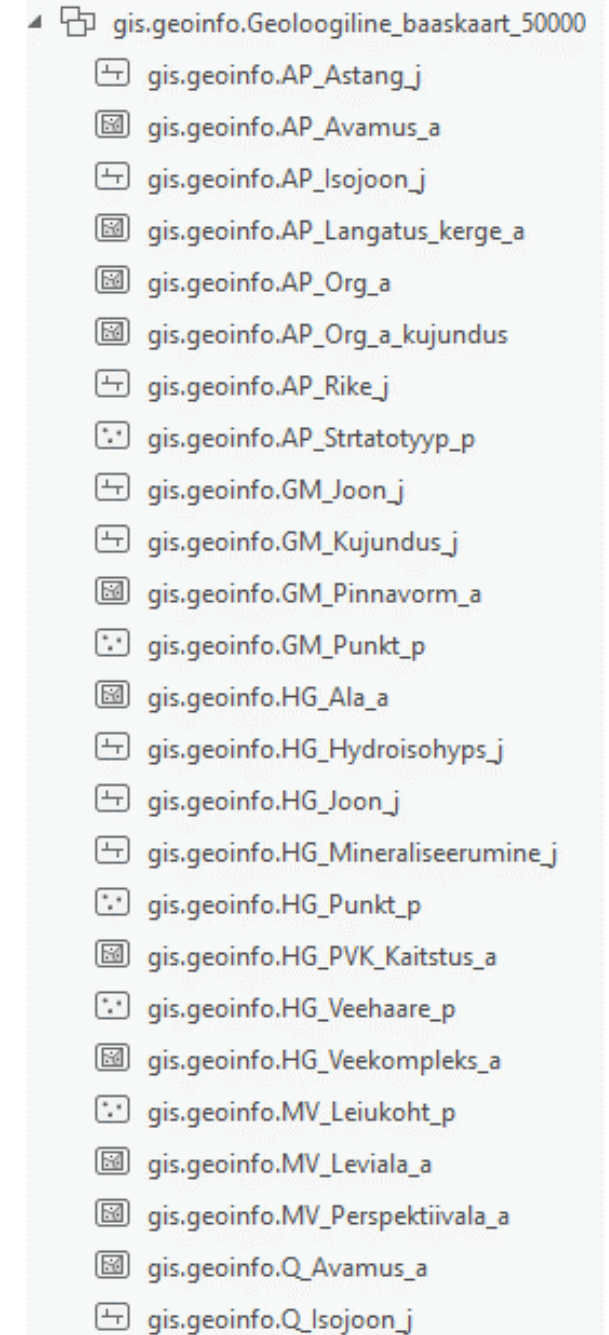 gis.geoinfo.Geoloogiline_baaskaart_50000
gis.geoinfo.AP_Astang_j
gis.geoinfo.AP_Avamus_a
gis.geoinfo.AP_Isojoon_j
gis.geoinfo.AP_Langatus_kerge_a
gis.geoinfo.AP_Org_a
gis.geoinfo.AP_Org_a_kujundus
gis.geoinfo.AP_Rike_j
gis.geoinfo.AP_Strtatotyyp_p
gis.geoinfo.GM_Joon_j
gis.geoinfo.GM_Kujundus_j
gis.geoinfo.GM_Pinnavorm_a
gis.geoinfo.GM_Punkt_p
gis.geoinfo.HG_Ala_a
gis.geoinfo.HG_Hydroisohyps_j
gis.geoinfo.HG_Joon_j
gis.geoinfo.HG_Mineraliseerumine_j
gis.geoinfo.HG_Punkt_p
gis.geoinfo.HG_PVK_Kaitstus_a
gis.geoinfo.HG_Veehaare_p
gis.geoinfo.HG_Veekompleks_a
gis.geoinfo.MV_Leiukoht_p
gis.geoinfo.MV_Leviala_a
gis.geoinfo.MV_Perspektiivala_a
gis.geoinfo.Q_Avamus_a
gis.geoinfo.Q_Isojoon_j